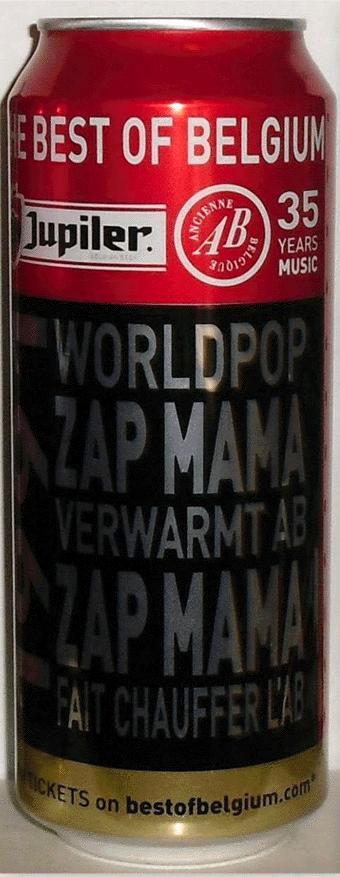 E BEST OF BELGIUM
Jupiler.
ANCIENNE
AB
BELGIQUE
35
YEARS
MUSIC
WORLDPOP
ZAP MAMA
VERWARMT AB
ZAP MAMA
FAIT CHAUFFER L'AB
TICKETS on bestofbelgium.com*